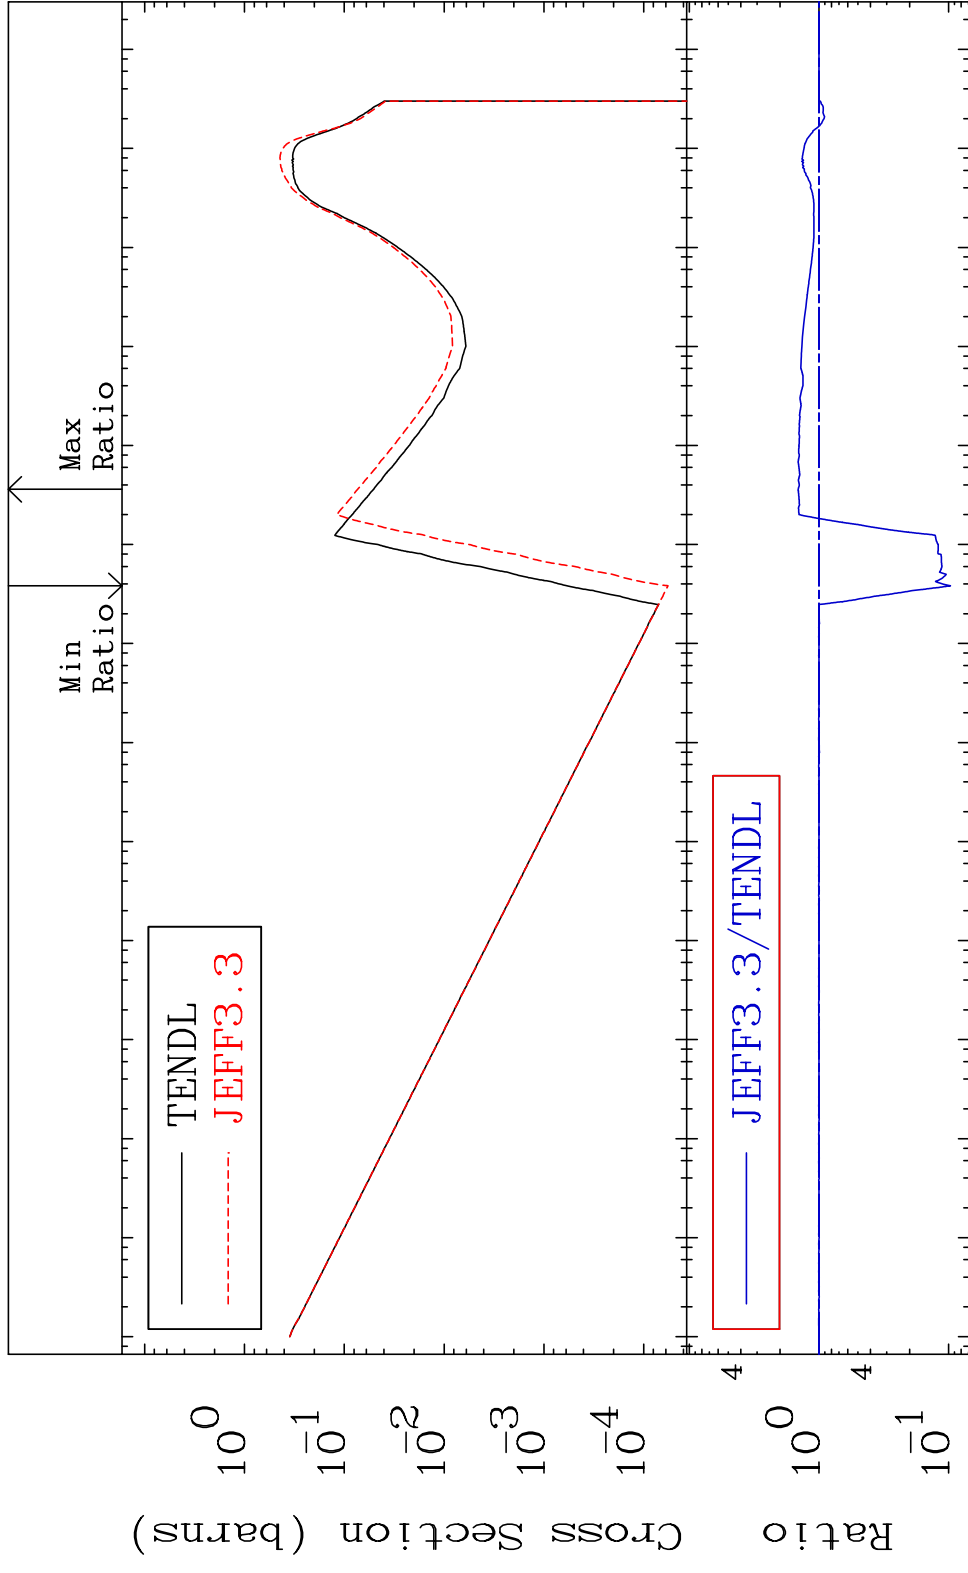 Min
Ratio
Max
Ratio
TENDL
JEFF3.3
Cross Section (barns)
10^0
10^-1
10^-2
10^-3
10^-4
JEFF3.3/TENDL
Ratio
4
10^0
4
10^-1